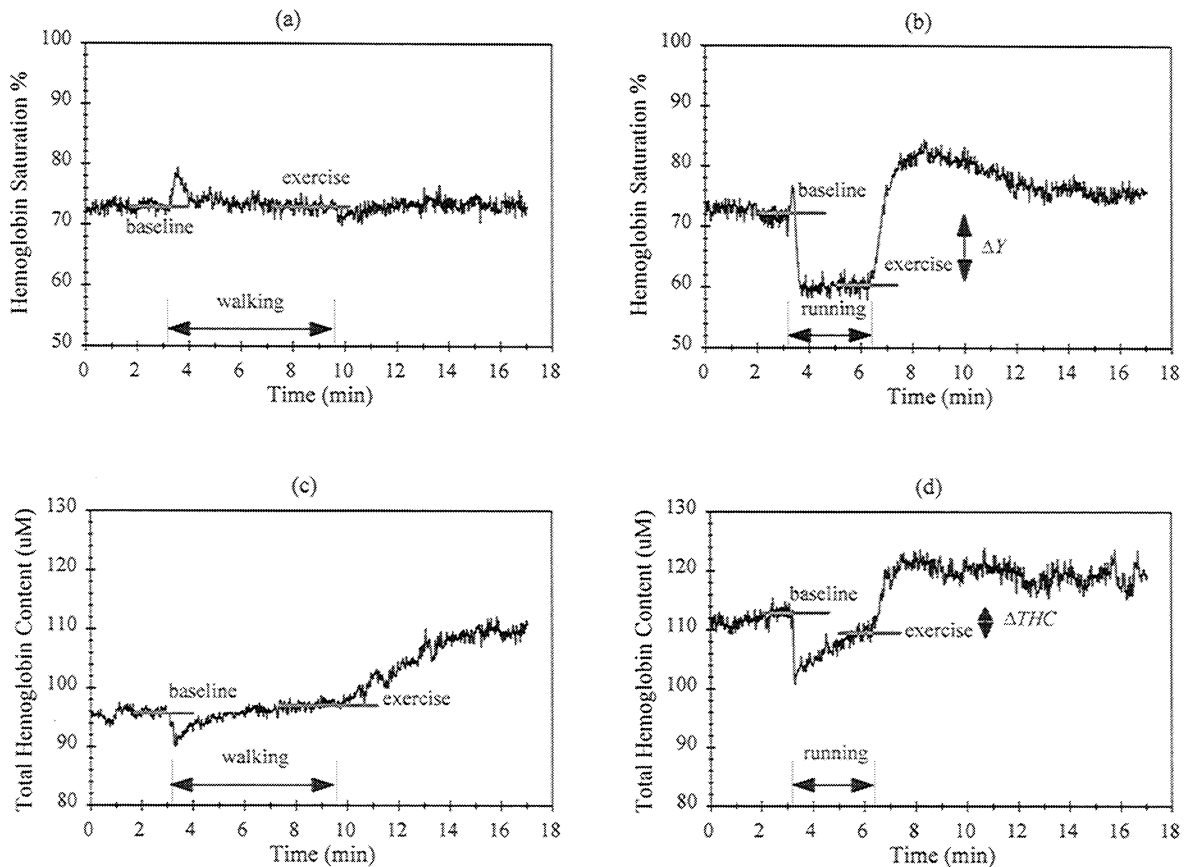 (a)
Hemoglobin Saturation %
100
90
80
70
60
50
exercise
baseline
walking
0 2 4 6 8 10 12 14 16 18
Time (min)
(b)
Hemoglobin Saturation %
100
90
80
70
60
50
baseline
ΔY
exercise
running
0 2 4 6 8 10 12 14 16 18
Time (min)
(c)
Total Hemoglobin Content (uM)
130
120
110
100
90
80
baseline
exercise
walking
0 2 4 6 8 10 12 14 16 18
Time (min)
(d)
Total Hemoglobin Content (uM)
130
120
110
100
90
80
baseline
ΔTHC
exercise
running
0 2 4 6 8 10 12 14 16 18
Time (min)